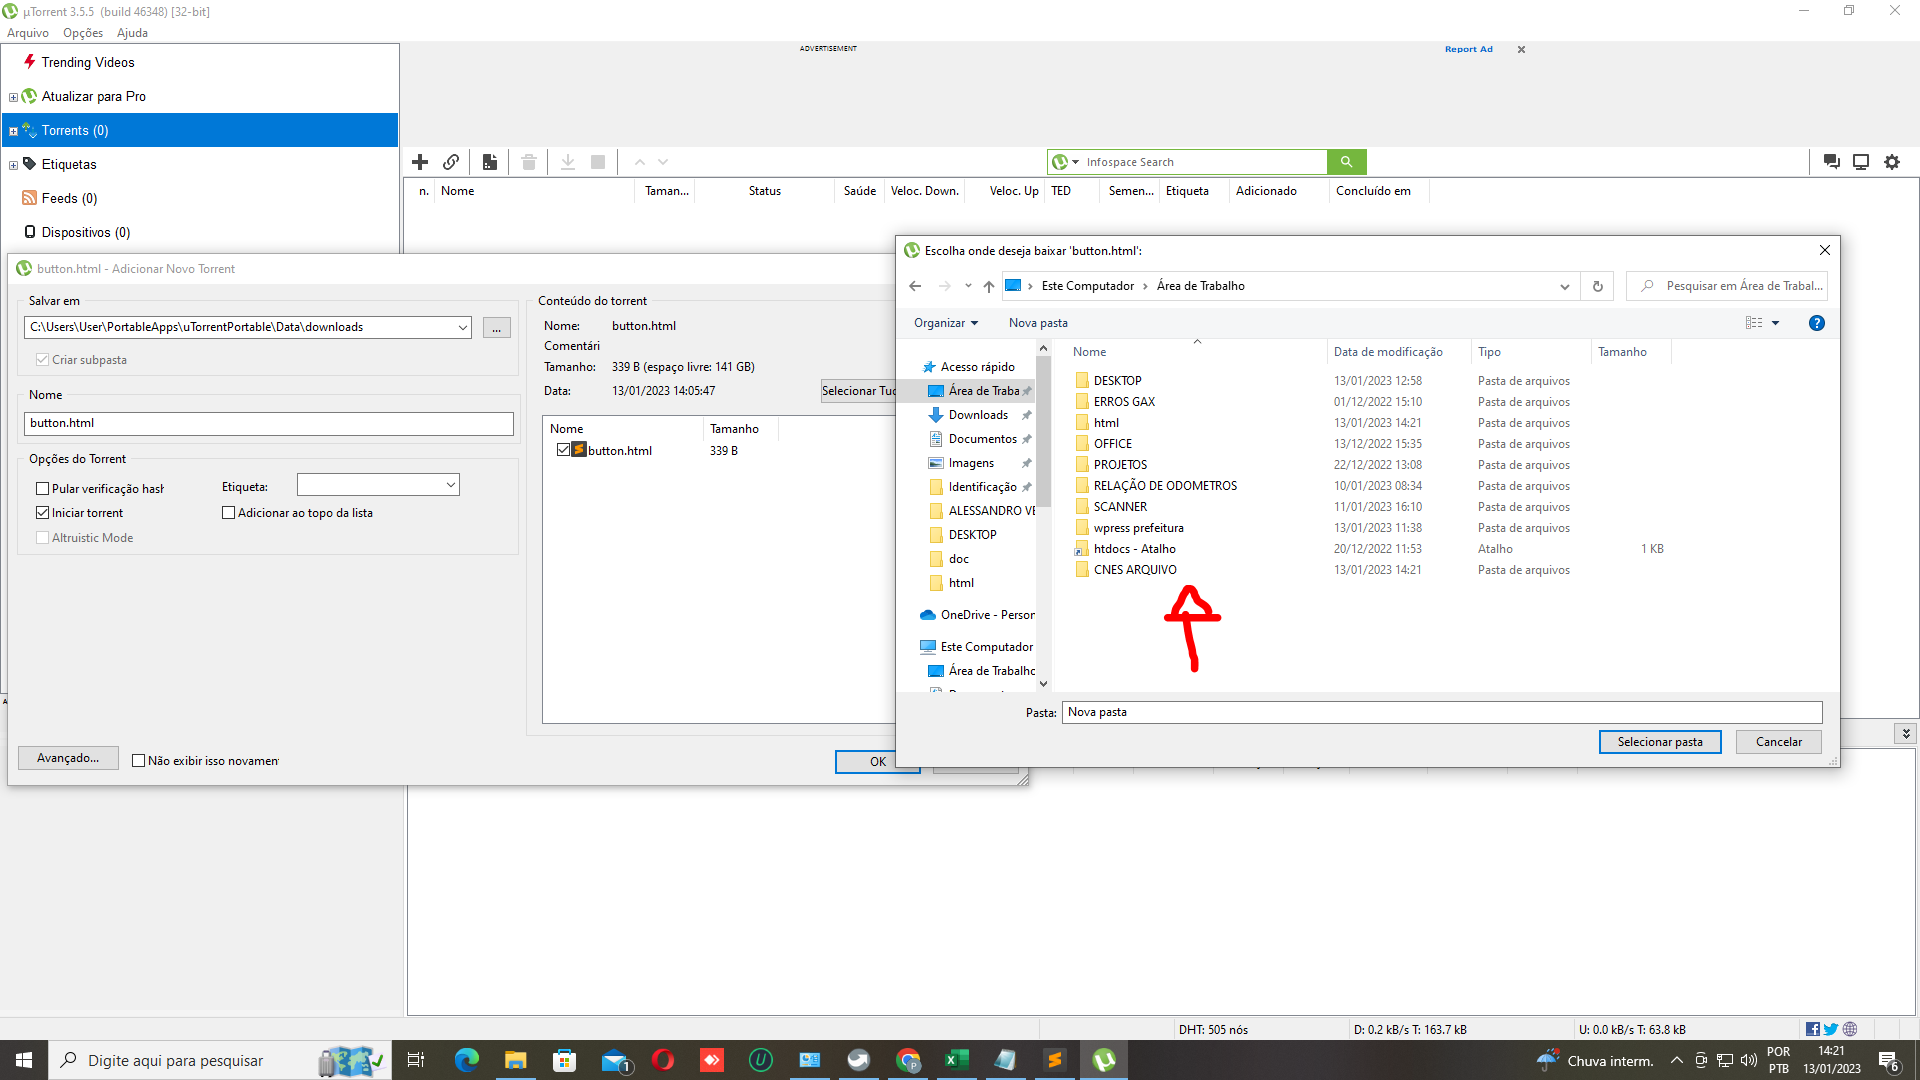 µTorrent 3.5.5 (build 46348) [32-bit]
Arquivo Opções Ajuda
Trending Videos
Atualizar para Pro
Torrents (0)
Etiquetas
Feeds (0)
Dispositivos (0)
ADVERTISEMENT
Report Ad
Infospace Search
n. Nome Taman... Status Saúde Veloc. Down. Veloc. Up TED Semen... Etiqueta Adicionado Concluído em
button.html - Adicionar Novo Torrent
Salvar em
C:\Users\User\PortableApps\uTorrentPortable\Data\downloads
...
Criar subpasta
Nome
button.html
Opções do Torrent
Pular verificação hash
Etiqueta:
Iniciar torrent
Adicionar ao topo da lista
Altruistic Mode
Conteúdo do torrent
Nome: button.html
Comentári
Tamanho: 339 B (espaço livre: 141 GB)
Data: 13/01/2023 14:05:47
Selecionar Tuc
Nome Tamanho
button.html 339 B
Avançado...
Não exibir isso novamen
OK
Escolha onde deseja baixar 'button.html':
Este Computador Área de Trabalho
Pesquisar em Área de Trabal...
Organizar Nova pasta
Acesso rápido
Área de Traba
Downloads
Documentos
Imagens
Identificação
ALESSANDRO VE
DESKTOP
doc
html
OneDrive - Person
Este Computador
Área de Trabalho
Nome Data de modificação Tipo Tamanho
DESKTOP 13/01/2023 12:58 Pasta de arquivos
ERROS GAX 01/12/2022 15:10 Pasta de arquivos
html 13/01/2023 14:21 Pasta de arquivos
OFFICE 13/12/2022 15:35 Pasta de arquivos
PROJETOS 22/12/2022 13:08 Pasta de arquivos
RELAÇÃO DE ODOMETROS 10/01/2023 08:34 Pasta de arquivos
SCANNER 11/01/2023 16:10 Pasta de arquivos
wpress prefeitura 13/01/2023 11:38 Pasta de arquivos
htdocs - Atalho 20/12/2022 11:53 Atalho 1 KB
CNES ARQUIVO 13/01/2023 14:21 Pasta de arquivos
Pasta: Nova pasta
Selecionar pasta
Cancelar
DHT: 505 nós
D: 0.2 kB/s T: 163.7 kB
U: 0.0 kB/s T: 63.8 kB
Digite aqui para pesquisar
1
Chuva interm.
POR
PTB
14:21
13/01/2023
6